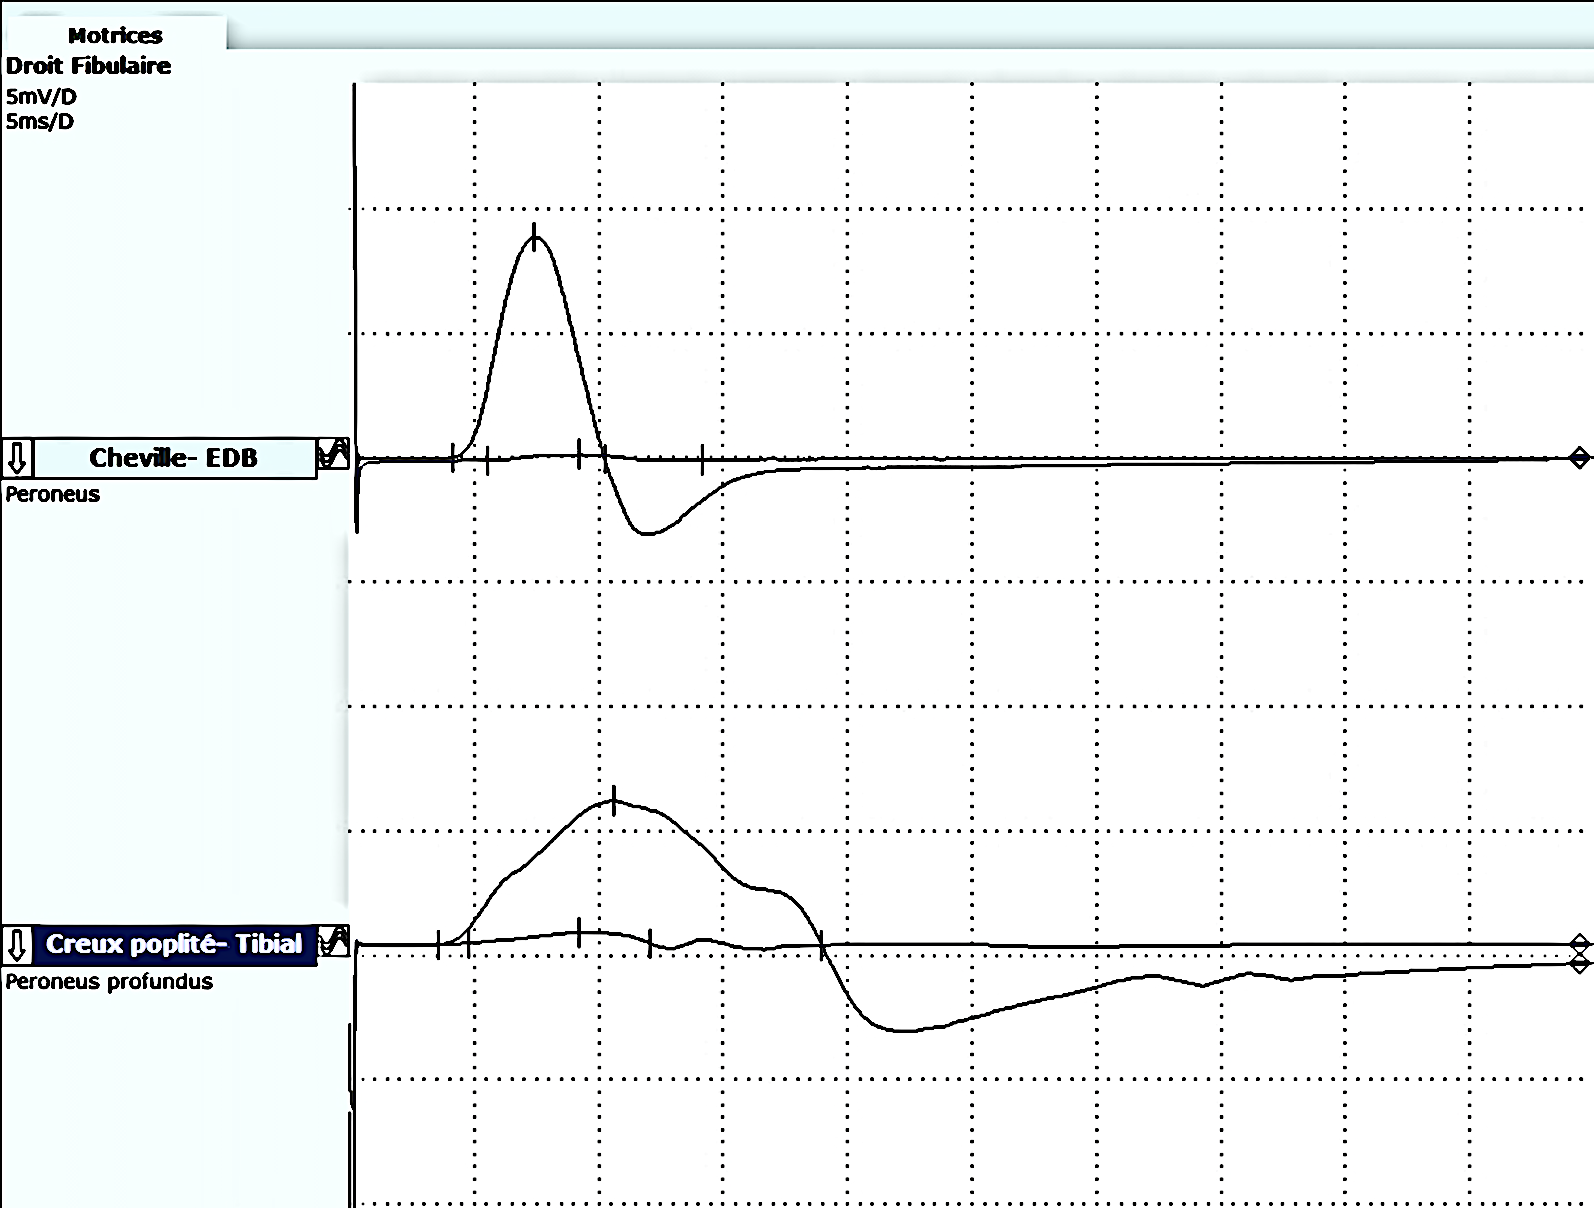 Motrices
Droit Fibulaire
5mV/D
5ms/D
Cheville- EDB
Peroneus
Creux poplité- Tibial
Peroneus profundus